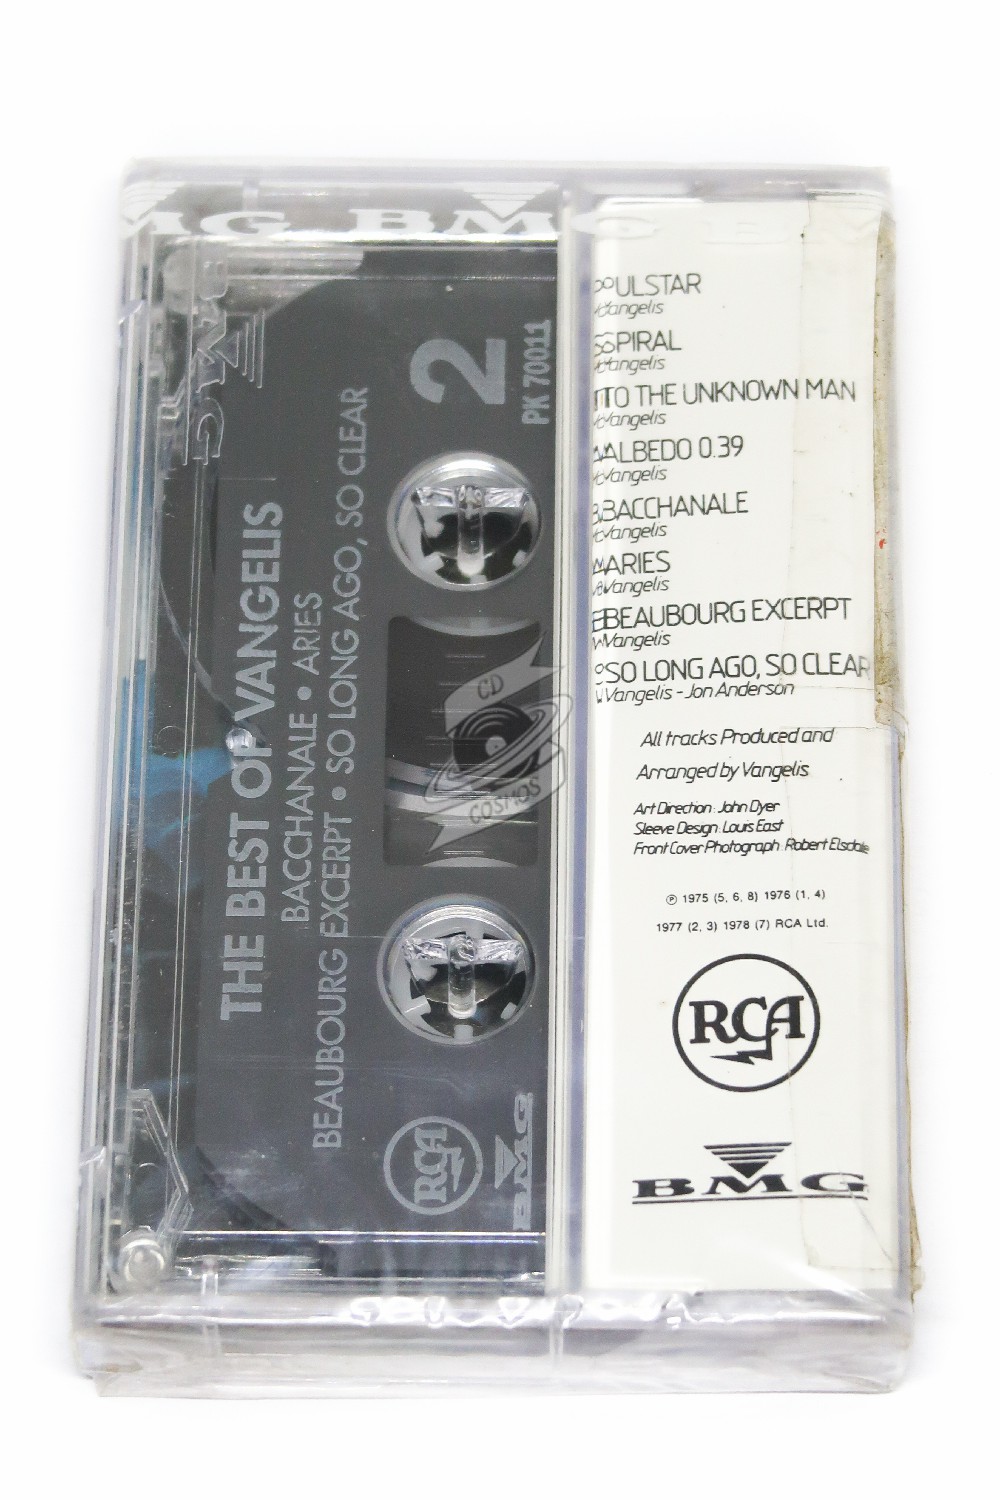 BMG BMG
BMG
2
PK 70011
THE BEST OF VANGELIS
BACCHANALE • ARIES
BEAUBOURG EXCERPT • SO LONG AGO, SO CLEAR
RCA
BMG
CD
COSMOS
PULSTAR
Vangelis
SPIRAL
Vangelis
TO THE UNKNOWN MAN
Vangelis
ALBEDO 0.39
Vangelis
BACCHANALE
Vangelis
ARIES
Vangelis
BEAUBOURG EXCERPT
Vangelis
SO LONG AGO, SO CLEAR
Vangelis - Jon Anderson
All tracks Produced and
Arranged by Vangelis
Art Direction: John Dyer
Sleeve Design: Louis East
Front Cover Photograph: Robert Elsdale
℗ 1975 (5, 6, 8) 1976 (1, 4)
1977 (2, 3) 1978 (7) RCA Ltd.
RCA
BMG